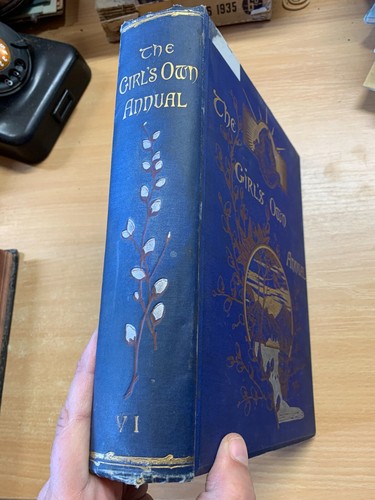 THE
GIRL'S OWN
ANNUAL
VI
THE
GIRL'S OWN
ANNUAL
1935